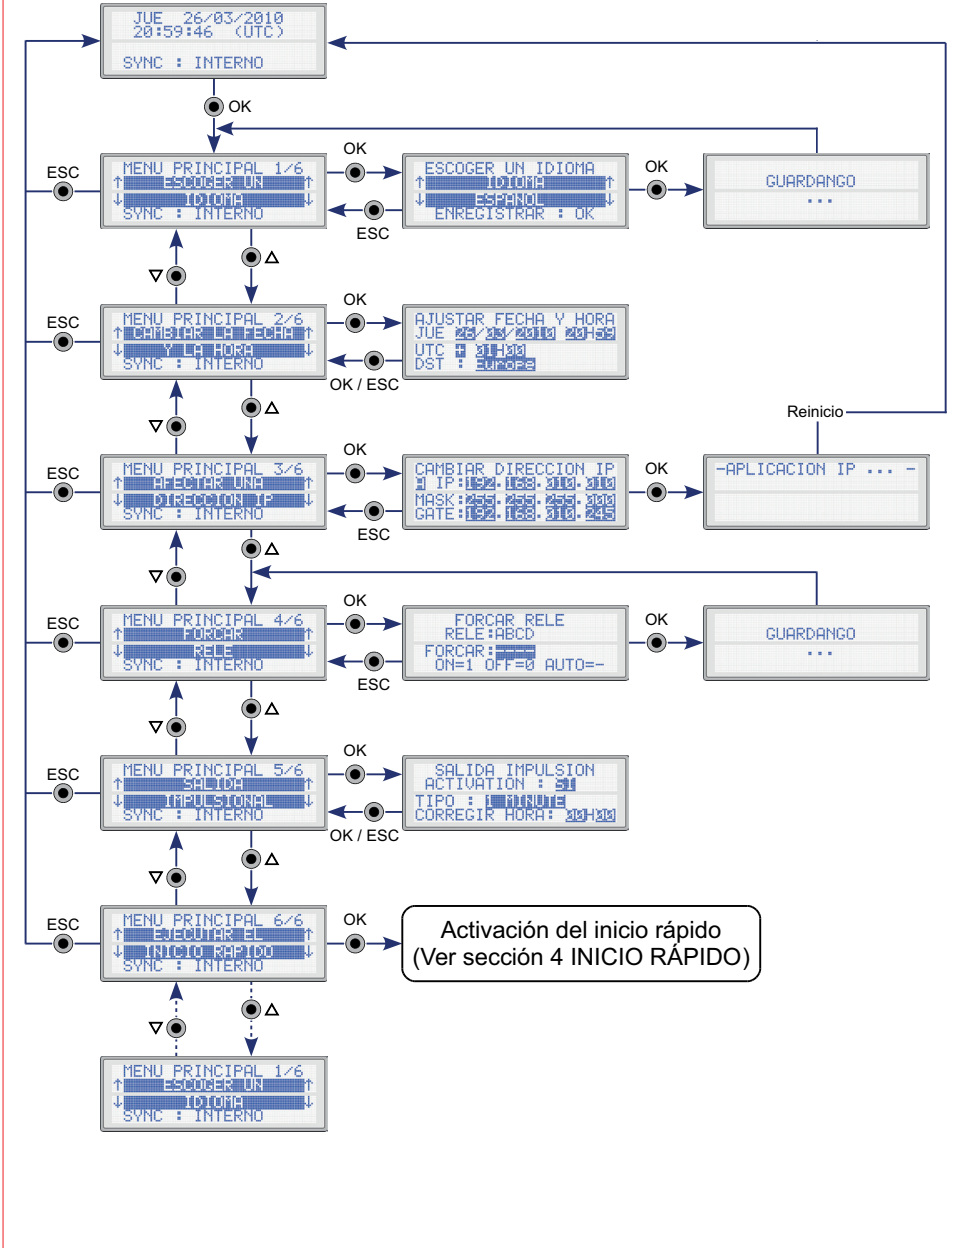 JUE 26/03/2010
20:59:46 (UTC)
SYNC : INTERNO
OK
ESC
MENU PRINCIPAL 1/6
↑ ESCOGER UN ↑
↓ IDIOMA ↓
SYNC : INTERNO
OK
ESC
ESCOGER UN IDIOMA
↑ IDIOMA ↑
↓ ESPANOL ↓
ENREGISTRAR : OK
OK
GUARDANGO
...
▽
△
ESC
MENU PRINCIPAL 2/6
↑ CAMBIAR LA FECHA ↑
↓ Y LA HORA ↓
SYNC : INTERNO
OK
OK / ESC
AJUSTAR FECHA Y HORA
JUE 26/03/2010 20H59
UTC + 01H00
DST : Europe
▽
△
Reinicio
ESC
MENU PRINCIPAL 3/6
↑ AFECTAR UNA ↑
↓ DIRECCION IP ↓
SYNC : INTERNO
OK
ESC
CAMBIAR DIRECCION IP
A IP:192.168.010.010
MASK:255.255.255.000
GATE:192.168.010.245
OK
-APLICACION IP ... -
▽
△
ESC
MENU PRINCIPAL 4/6
↑ FORCAR ↑
↓ RELE ↓
SYNC : INTERNO
OK
ESC
FORCAR RELE
RELE:ABCD
FORCAR:----
ON=1 OFF=0 AUTO=-
OK
GUARDANGO
...
▽
△
ESC
MENU PRINCIPAL 5/6
↑ SALIDA ↑
↓ IMPULSIONAL ↓
SYNC : INTERNO
OK
OK / ESC
SALIDA IMPULSION
ACTIVATION : SI
TIPO : 1 MINUTE
CORREGIR HORA: 00H00
▽
△
ESC
MENU PRINCIPAL 6/6
↑ EJECUTAR EL ↑
↓ INICIO RAPIDO ↓
SYNC : INTERNO
OK
Activación del inicio rápido
(Ver sección 4 INICIO RÁPIDO)
▽
△
MENU PRINCIPAL 1/6
↑ ESCOGER UN ↑
↓ IDIOMA ↓
SYNC : INTERNO